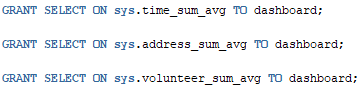 GRANT SELECT ON sys.time_sum_avg TO dashboard;
GRANT SELECT ON sys.address_sum_avg TO dashboard;
GRANT SELECT ON sys.volunteer_sum_avg TO dashboard;